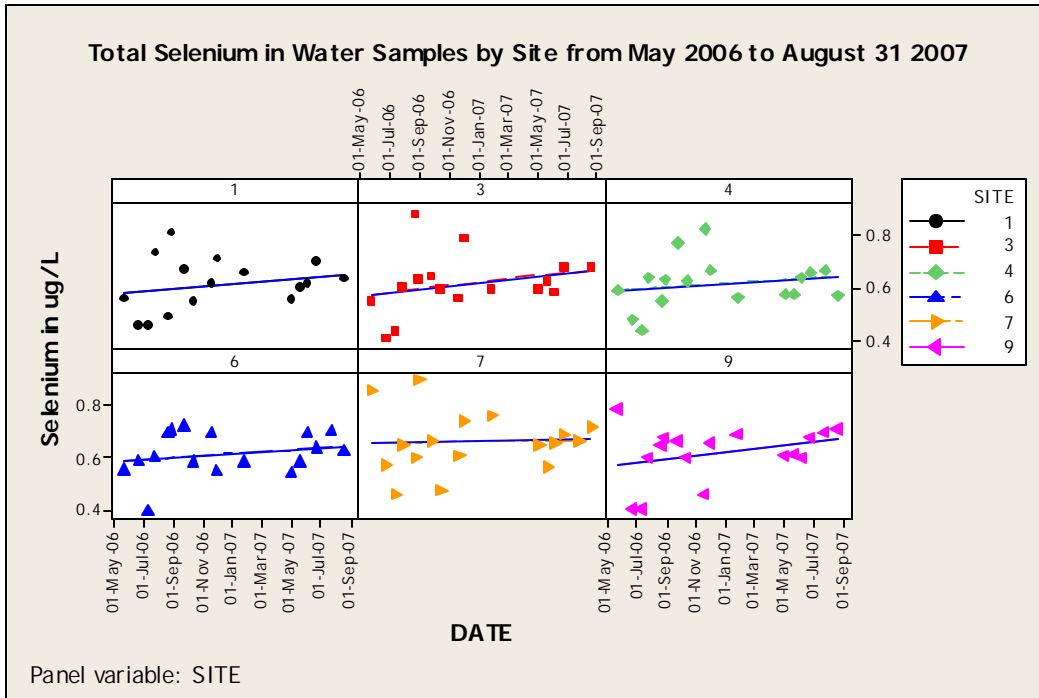 Total Selenium in Water Samples by Site from May 2006 to August 31 2007
01-May-06
01-Jul-06
01-Sep-06
01-Nov-06
01-Jan-07
01-Mar-07
01-May-07
01-Jul-07
01-Sep-07
1
3
4
0.8
0.6
0.4
SITE
1
3
4
6
7
9
Selenium in ug/L
6
7
9
0.8
0.6
0.4
01-May-06
01-Jul-06
01-Sep-06
01-Nov-06
01-Jan-07
01-Mar-07
01-May-07
01-Jul-07
01-Sep-07
01-May-06
01-Jul-06
01-Sep-06
01-Nov-06
01-Jan-07
01-Mar-07
01-May-07
01-Jul-07
01-Sep-07
DATE
Panel variable: SITE